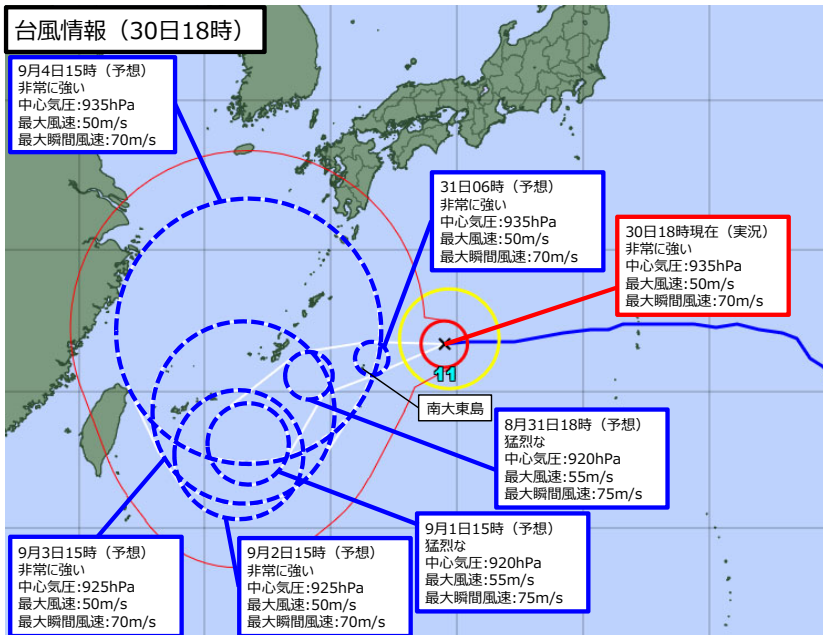 台風情報（30日18時）
9月4日15時（予想）
非常に強い
中心気圧:935hPa
最大風速:50m/s
最大瞬間風速:70m/s
31日06時（予想）
非常に強い
中心気圧:935hPa
最大風速:50m/s
最大瞬間風速:70m/s
30日18時現在（実況）
非常に強い
中心気圧:935hPa
最大風速:50m/s
最大瞬間風速:70m/s
11
南大東島
8月31日18時（予想）
猛烈な
中心気圧:920hPa
最大風速:55m/s
最大瞬間風速:75m/s
9月1日15時（予想）
猛烈な
中心気圧:920hPa
最大風速:55m/s
最大瞬間風速:75m/s
9月3日15時（予想）
非常に強い
中心気圧:925hPa
最大風速:50m/s
最大瞬間風速:70m/s
9月2日15時（予想）
非常に強い
中心気圧:925hPa
最大風速:50m/s
最大瞬間風速:70m/s